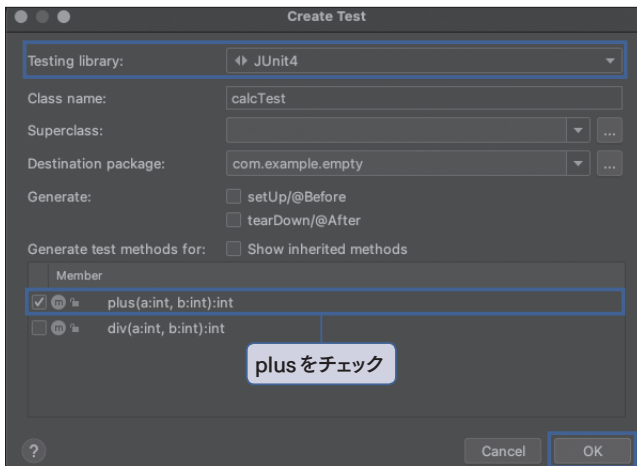 Create Test
Testing library: JUnit4
Class name: calcTest
Superclass: ...
Destination package: com.example.empty ...
Generate: setUp/@Before
tearDown/@After
Generate test methods for: Show inherited methods
Member
m plus(a:int, b:int):int
m div(a:int, b:int):int
plusをチェック
? Cancel OK